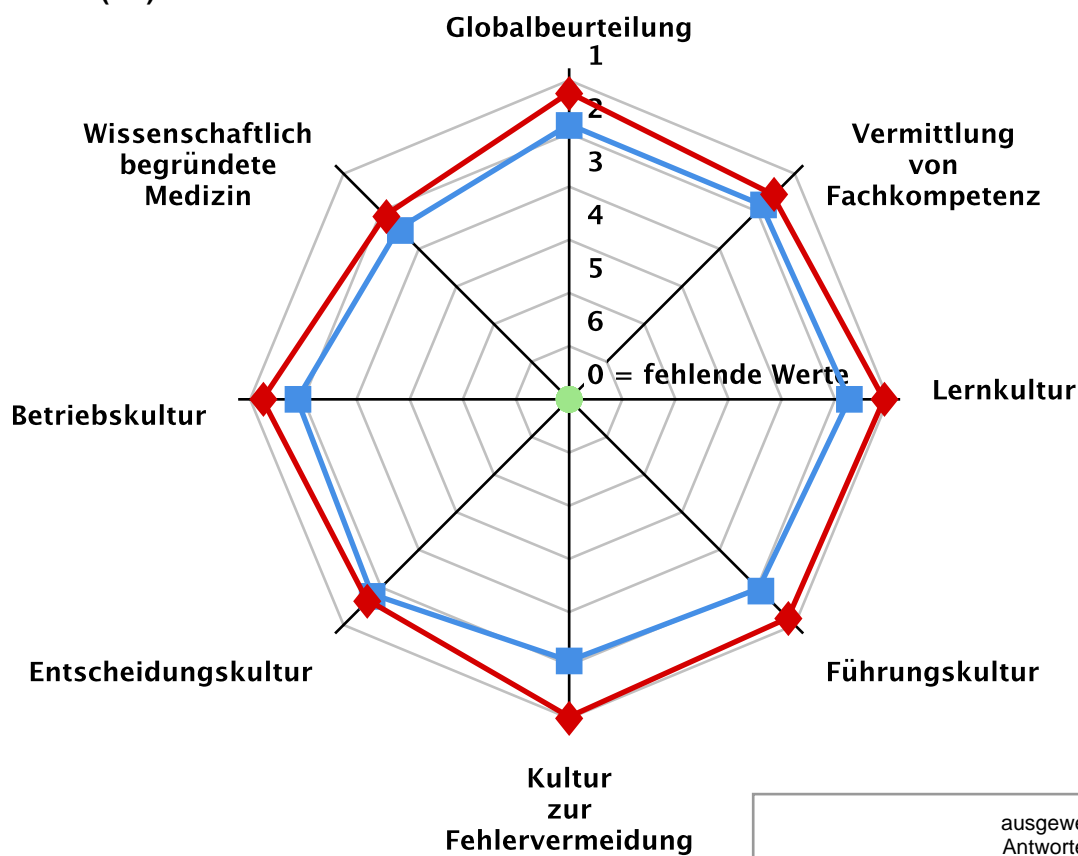 Globalbeurteilung
1
2
3
4
5
6
0 = fehlende Werte
Vermittlung
von
Fachkompetenz
Lernkultur
Führungskultur
Kultur
zur
Fehlervermeidung
Entscheidungskultur
Betriebskultur
Wissenschaftlich
begründete
Medizin